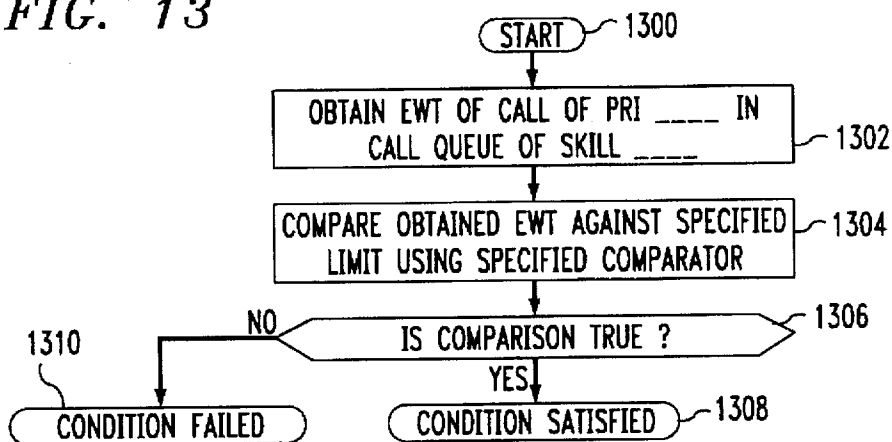 FIG. 13
START
1300
OBTAIN EWT OF CALL OF PRI ____ IN
CALL QUEUE OF SKILL ____
1302
COMPARE OBTAINED EWT AGAINST SPECIFIED
LIMIT USING SPECIFIED COMPARATOR
1304
IS COMPARISON TRUE ?
1306
NO
YES
1310
CONDITION FAILED
CONDITION SATISFIED
1308